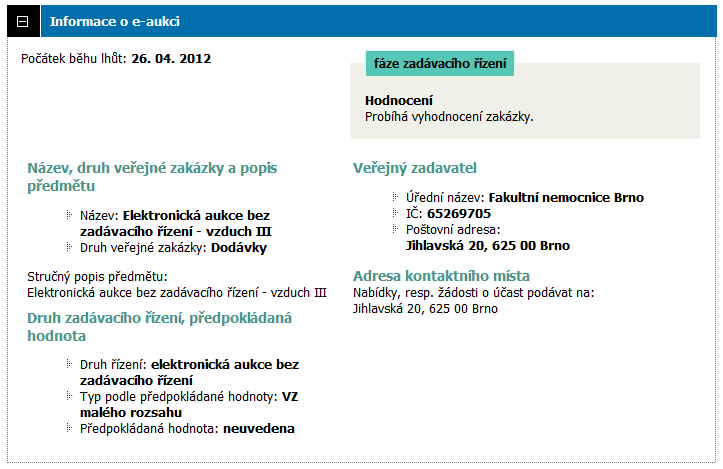 Informace o e-aukci
Počátek běhu lhůt: 26. 04. 2012
fáze zadávacího řízení
Hodnocení
Probíhá vyhodnocení zakázky.
Název, druh veřejné zakázky a popis
předmětu
Název: Elektronická aukce bez
zadávacího řízení - vzduch III
Druh veřejné zakázky: Dodávky
Stručný popis předmětu:
Elektronická aukce bez zadávacího řízení - vzduch III
Druh zadávacího řízení, předpokládaná
hodnota
Druh řízení: elektronická aukce bez
zadávacího řízení
Typ podle předpokládané hodnoty: VZ
malého rozsahu
Předpokládaná hodnota: neuvedena
Veřejný zadavatel
Úřední název: Fakultní nemocnice Brno
IČ: 65269705
Poštovní adresa:
Jihlavská 20, 625 00 Brno
Adresa kontaktního místa
Nabídky, resp. žádosti o účast podávat na:
Jihlavská 20, 625 00 Brno